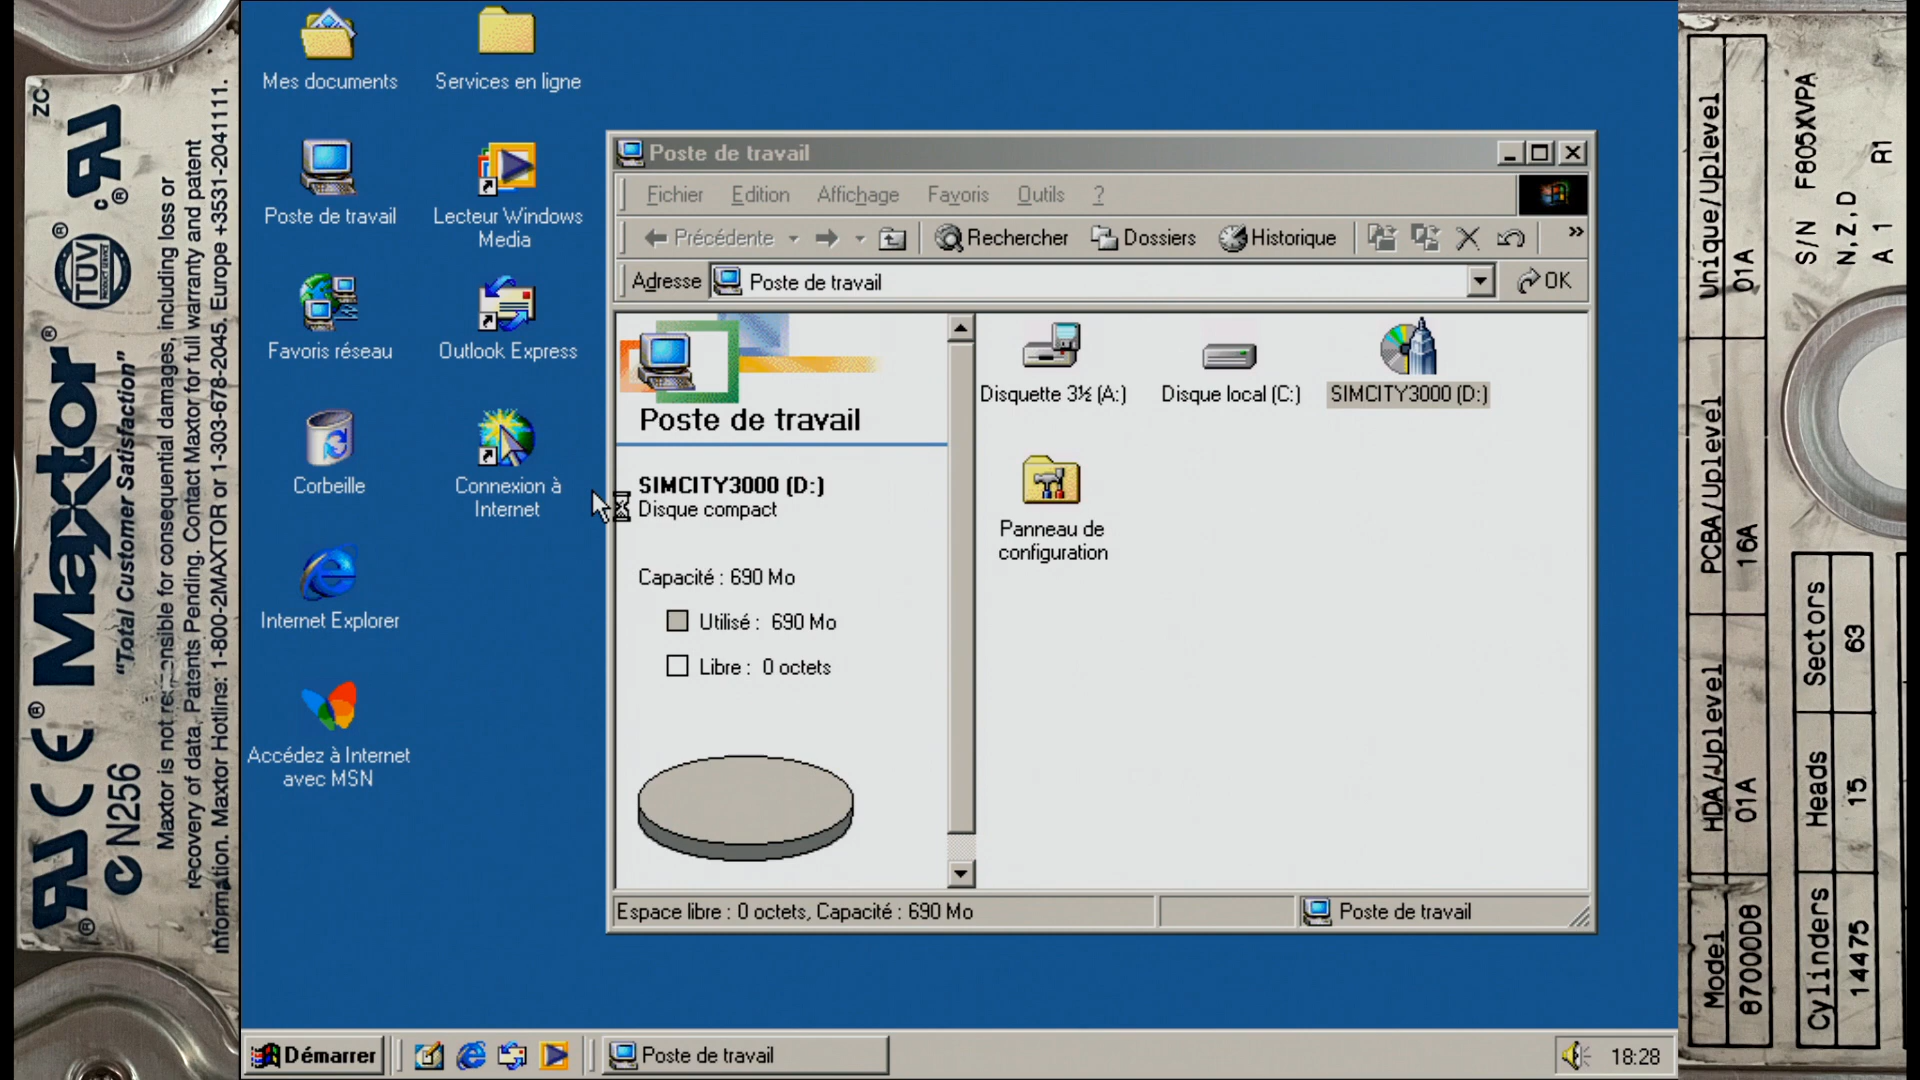 Mes documents
Services en ligne
Poste de travail
Lecteur Windows
Media
Favoris réseau
Outlook Express
Corbeille
Connexion à
Internet
Internet Explorer
Accédez à Internet
avec MSN
Poste de travail
Fichier Edition Affichage Favoris Outils ?
Précédente Rechercher Dossiers Historique »
Adresse Poste de travail OK
Poste de travail
SIMCITY3000 (D:)
Disque compact
Capacité : 690 Mo
Utilisé : 690 Mo
Libre : 0 octets
Disquette 3½ (A:)
Disque local (C:)
SIMCITY3000 (D:)
Panneau de
configuration
Espace libre : 0 octets, Capacité : 690 Mo
Poste de travail
Démarrer
Poste de travail
18:28
ZC
Maxtor®
"Total Customer Satisfaction"
TUV
PRODUCT SERVICE
N256
Maxtor is not responsible for consequential damages, including loss or
recovery of data. Patents Pending. Contact Maxtor for full warranty and patent
information. Maxtor Hotline: 1-800-2MAXTOR or 1-303-678-2045. Europe +3531-2041111.
Unique/Uplevel
01A
PCBA/Uplevel
16A
HDA/Uplevel
01A
Model
87000D8
S/N F805XVPA
N,Z,D
A 1 R1
Sectors
63
Heads
15
Cylinders
14475